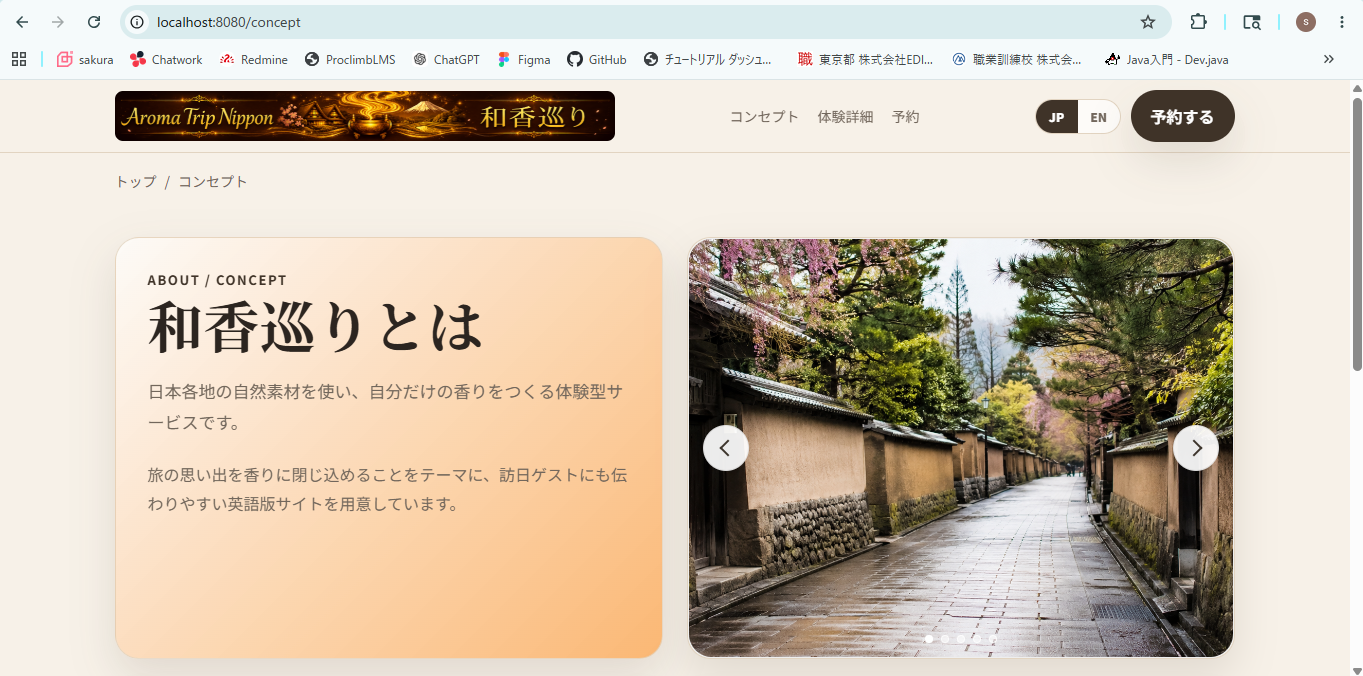 localhost:8080/concept
s
sakura
Chatwork
Redmine
ProclimbLMS
ChatGPT
Figma
GitHub
チュートリアル ダッシュ...
職 東京都 株式会社EDI...
職業訓練校 株式会社...
Java入門 - Dev.java
Aroma Trip Nippon 和香巡り
コンセプト 体験詳細 予約
JP EN
予約する
トップ / コンセプト
ABOUT / CONCEPT
和香巡りとは
日本各地の自然素材を使い、自分だけの香りをつくる体験型サ
ービスです。
旅の思い出を香りに閉じ込めることをテーマに、訪日ゲストにも伝
わりやすい英語版サイトを用意しています。